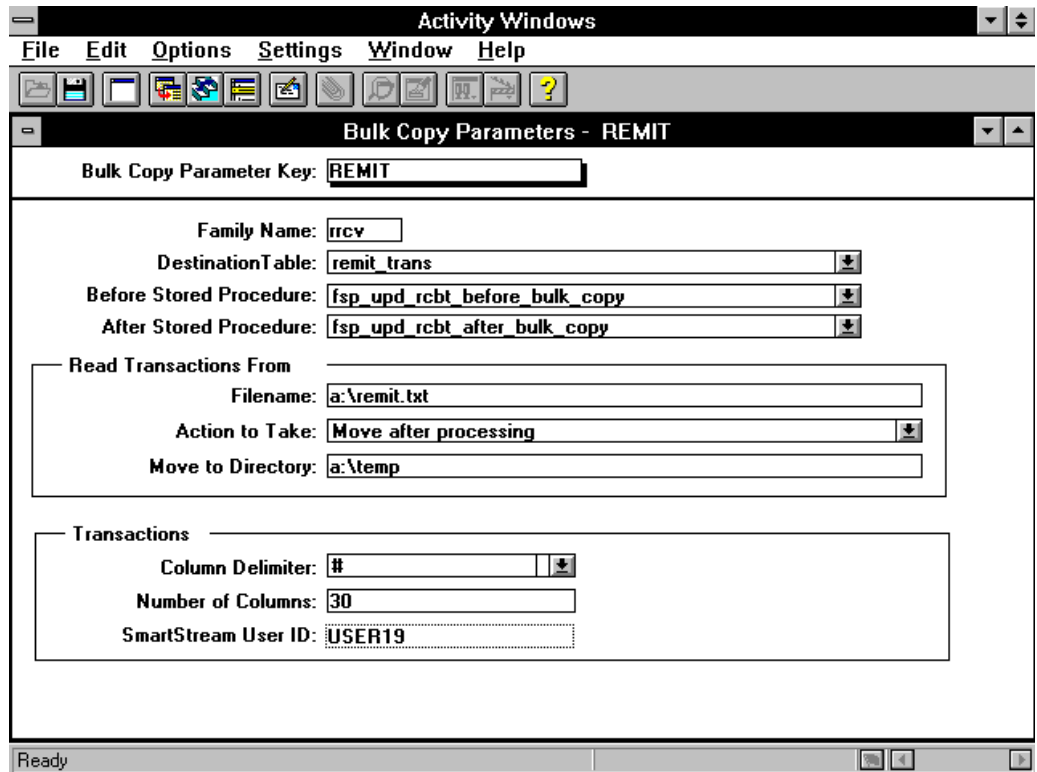 Activity Windows
File Edit Options Settings Window Help
Bulk Copy Parameters - REMIT
Bulk Copy Parameter Key: REMIT
Family Name: rrcv
DestinationTable: remit_trans
Before Stored Procedure: fsp_upd_rcbt_before_bulk_copy
After Stored Procedure: fsp_upd_rcbt_after_bulk_copy
Read Transactions From
Filename: a:\remit.txt
Action to Take: Move after processing
Move to Directory: a:\temp
Transactions
Column Delimiter: #
Number of Columns: 30
SmartStream User ID: USER19
Ready